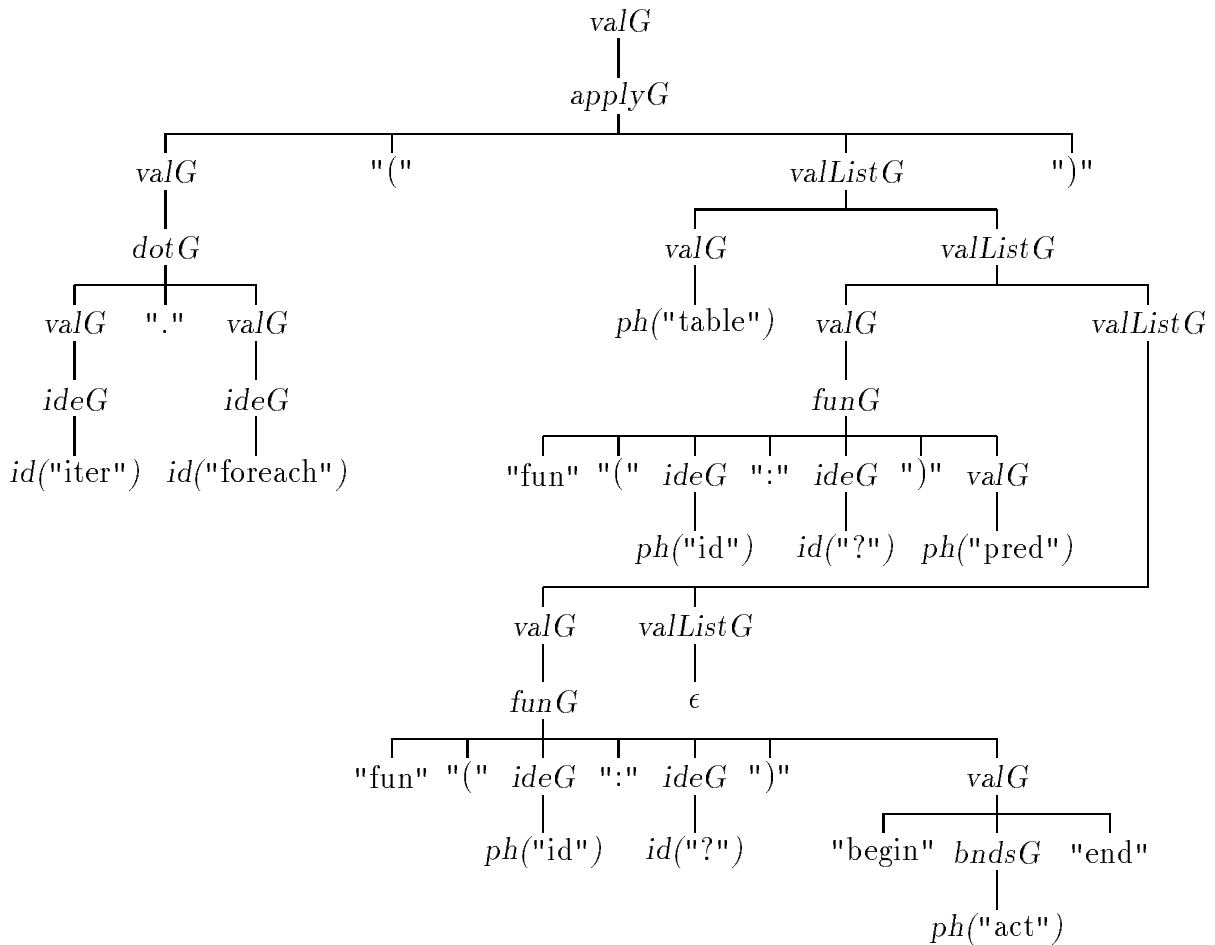 valG
applyG
valG "(" valListG ")"
dotG valG valListG
valG "." valG ph("table") valG valListG
ideG ideG funG
id("iter") id("foreach") "fun" "(" ideG ":" ideG ")" valG
ph("id") id("?") ph("pred")
valG valListG
funG ϵ
"fun" "(" ideG ":" ideG ")" valG
ph("id") id("?") "begin" bndsG "end"
ph("act")